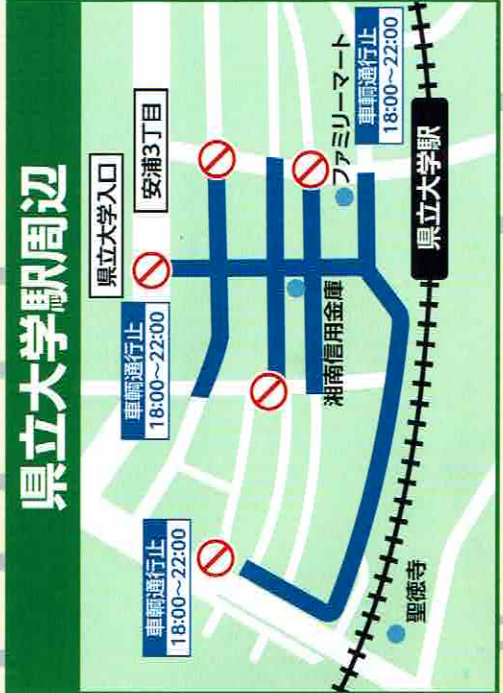 県立大学駅周辺
県立大学入口
安浦3丁目
車輌通行止
18:00~22:00
車輌通行止
18:00~22:00
車輌通行止
18:00~22:00
湘南信用金庫
ファミリーマート
県立大学駅
聖徳寺